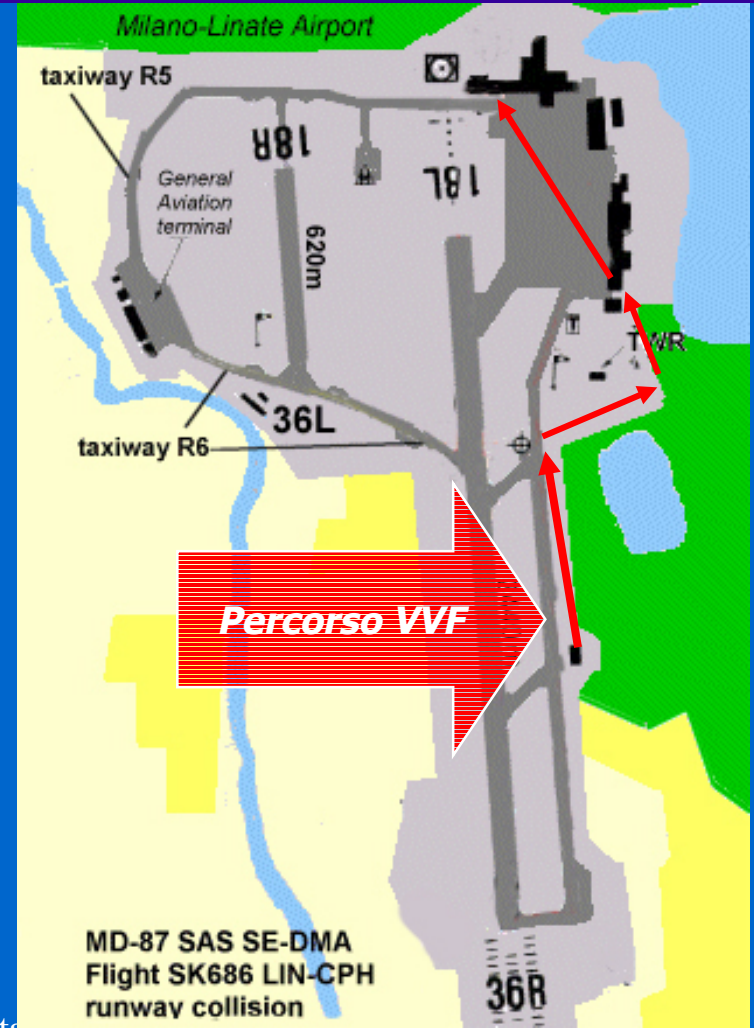 Milano-Linate Airport
taxiway R5
18R
18L
General
Aviation
terminal
620m
H
T
TWR
36L
taxiway R6
Percorso VVF
MD-87 SAS SE-DMA
Flight SK686 LIN-CPH
runway collision
36R